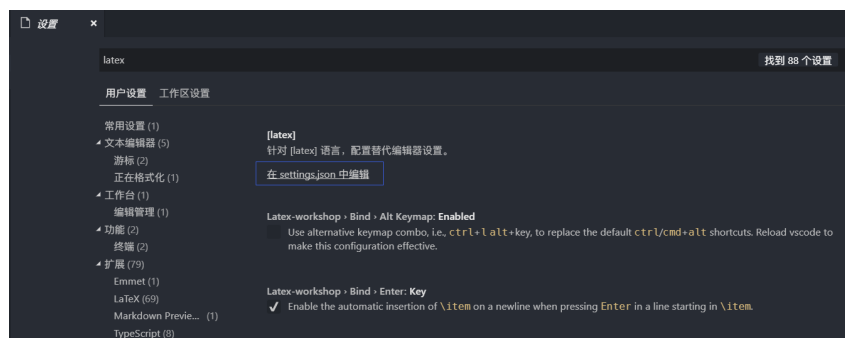 设置 ×
latex 找到 88 个设置
用户设置 工作区设置
常用设置 (1)
文本编辑器 (5)
游标 (2)
正在格式化 (1)
工作台 (1)
编辑管理 (1)
功能 (2)
终端 (2)
扩展 (79)
Emmet (1)
LaTeX (69)
Markdown Previe... (1)
TypeScript (8)
[latex]
针对 [latex] 语言，配置替代编辑器设置。
在 settings.json 中编辑
Latex-workshop › Bind › Alt Keymap: Enabled
Use alternative keymap combo, i.e., ctrl+l alt+key, to replace the default ctrl/cmd+alt shortcuts. Reload vscode to
make this configuration effective.
Latex-workshop › Bind › Enter: Key
Enable the automatic insertion of \item on a newline when pressing Enter in a line starting in \item.